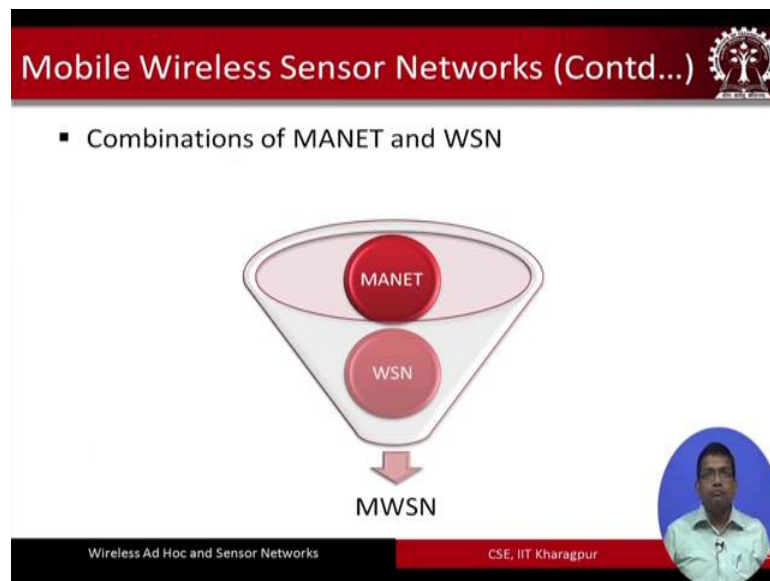 Mobile Wireless Sensor Networks (Contd...)
▪ Combinations of MANET and WSN
MANET
WSN
MWSN
Wireless Ad Hoc and Sensor Networks
CSE, IIT Kharagpur